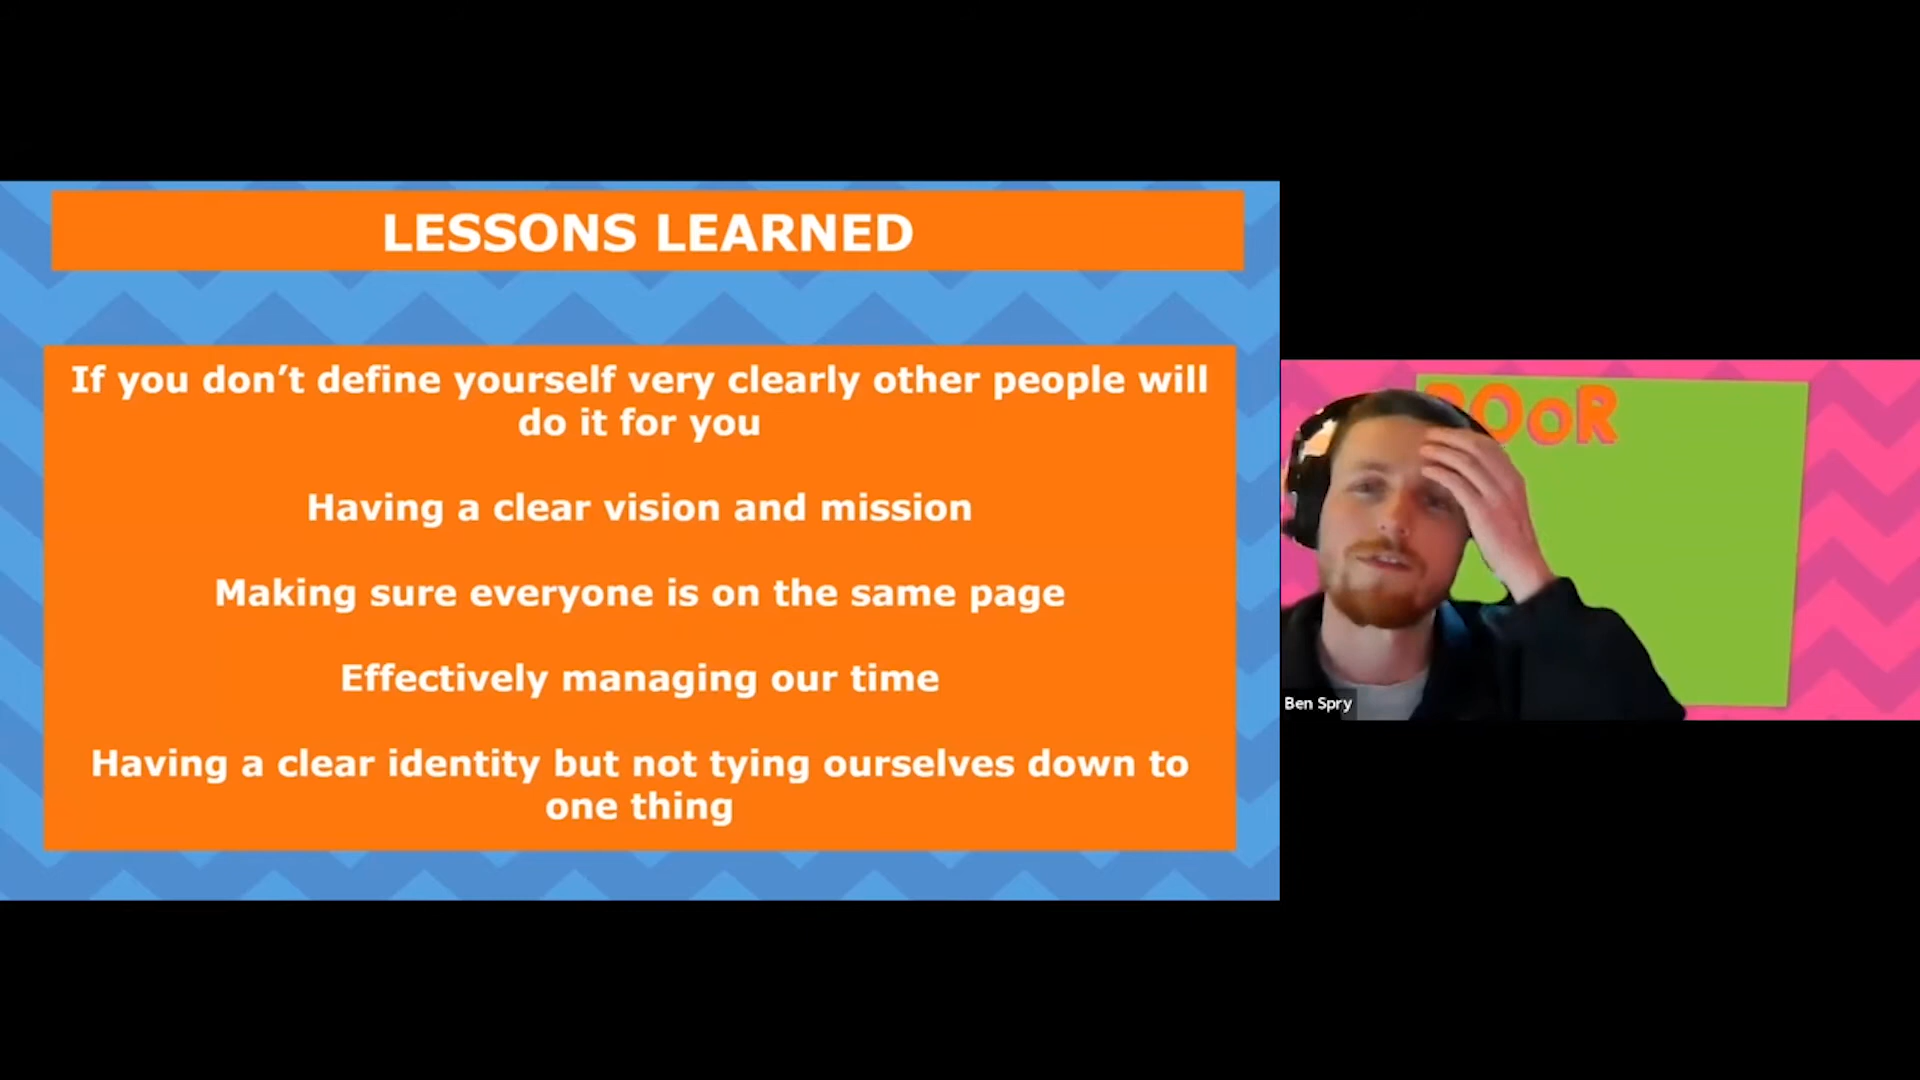 LESSONS LEARNED
If you don’t define yourself very clearly other people will
do it for you
Having a clear vision and mission
Making sure everyone is on the same page
Effectively managing our time
Having a clear identity but not tying ourselves down to
one thing
POOR
Ben Spry